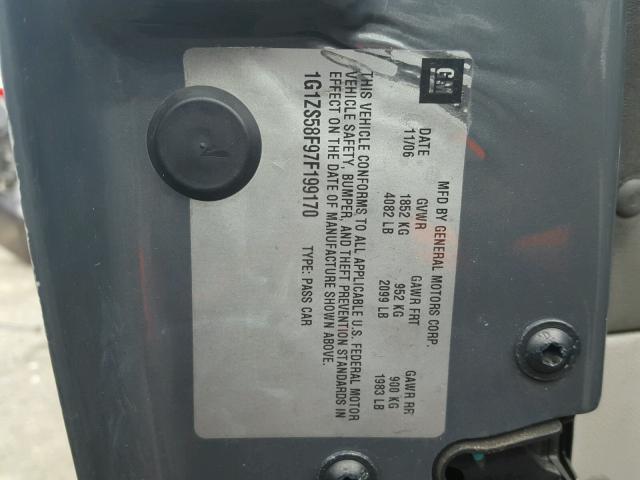 GM
MFD BY GENERAL MOTORS CORP.
DATE GVWR GAWR FRT GAWR RR
11/06 1852 KG 952 KG 900 KG
4082 LB 2099 LB 1983 LB
THIS VEHICLE CONFORMS TO ALL APPLICABLE U.S. FEDERAL MOTOR
VEHICLE SAFETY, BUMPER, AND THEFT PREVENTION STANDARDS IN
EFFECT ON THE DATE OF MANUFACTURE SHOWN ABOVE.
1G1ZS58F97F199170 TYPE: PASS CAR